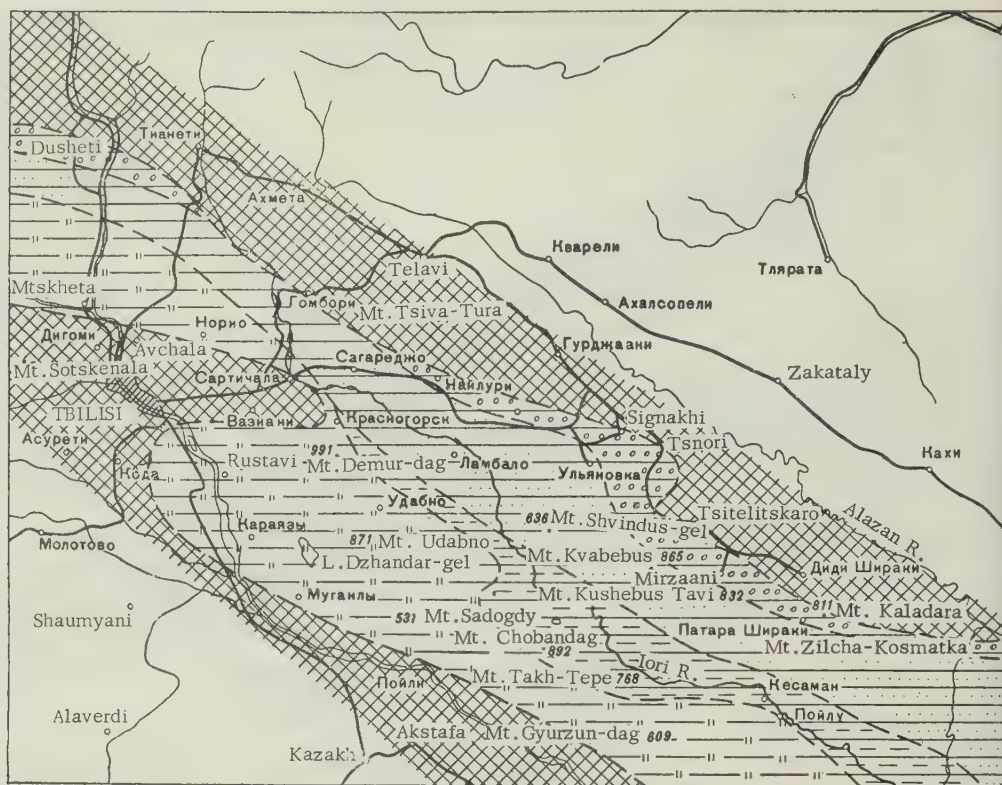 Dusheti
Тианети
Ахмета
Кварели
Тлярата
Telavi
Mtskheta
Гомбори
Mt. Tsiva-Tura
Ахалсопели
Дигоми
Норио
Avchala
Гурджаани
Mt. Sotskenala
Сагареджо
Сартичала
Найлури
Zakataly
TBILISI
Вазиани
Красногорск
Signakhi
Tsnori
Асурети
Кода
Rustavi
991
Mt. Demur-dag
Ламбало
Ульяновка
Кахи
Удабно
Tsitelitskaro
Alazan R.
636 Mt. Shvindus-gel
Караязы
Молотово
871 Mt. Udabno
Mt. Kvabebus 865
L. Dzhandar-gel
Mirzaani
Диди Шираки
Муганлы
Mt. Kushebus Tavi 832
811
Mt. Kaladara
Shaumyani
531 Mt. Sadogdy
Патара Шираки
Mt. Chobandag
892
Mt. Zilcha-Kosmatka
Пойли
Mt. Takh-Tepe 768
Iori R.
Кесаман
Пойлу
Alaverdi
Akstafa
Mt. Gyurzun-dag 609
Kazakh